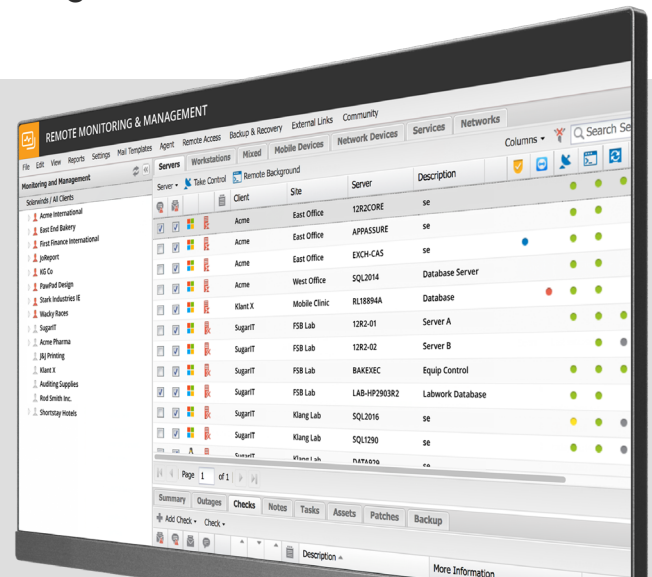 REMOTE MONITORING & MANAGEMENT
File Edit View Reports Settings Mail Templates Agent Remote Access Backup & Recovery External Links Community
Monitoring and Management
Solarwinds / All Clients
Acme International
East End Bakery
First Finance International
JoReport
KG Co
PawPad Design
Stark Industries IE
Wacky Races
SugarIT
Acme Pharma
J&J Printing
Klant X
Auditing Supplies
Rod Smith Inc.
Shortstay Hotels
Servers Workstations Mixed Mobile Devices Network Devices Services Networks
Server Take Control Remote Background Columns Search Se
Client Site Server Description
Acme East Office 12R2CORE se
Acme East Office APPASSURE se
Acme East Office EXCH-CAS se
Acme West Office SQL2014 Database Server
Klant X Mobile Clinic RL18894A Database
SugarIT FSB Lab 12R2-01 Server A
SugarIT FSB Lab 12R2-02 Server B
SugarIT FSB Lab BAKEXEC Equip Control
SugarIT FSB Lab LAB-HP2903R2 Labwork Database
SugarIT Klang Lab SQL2016 se
SugarIT Klang Lab SQL1290 se
SugarIT Klang Lab DATA929 se
Page 1 of 1
Summary Outages Checks Notes Tasks Assets Patches Backup
Add Check Check
Description More Information